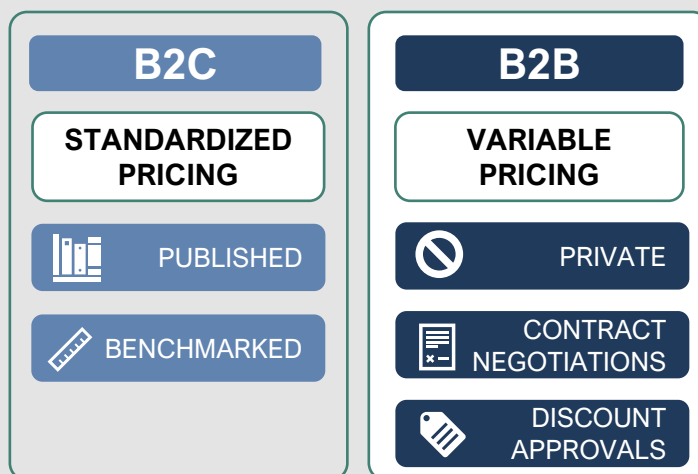 B2C
STANDARDIZED
PRICING
PUBLISHED
BENCHMARKED
B2B
VARIABLE
PRICING
PRIVATE
CONTRACT
NEGOTIATIONS
DISCOUNT
APPROVALS